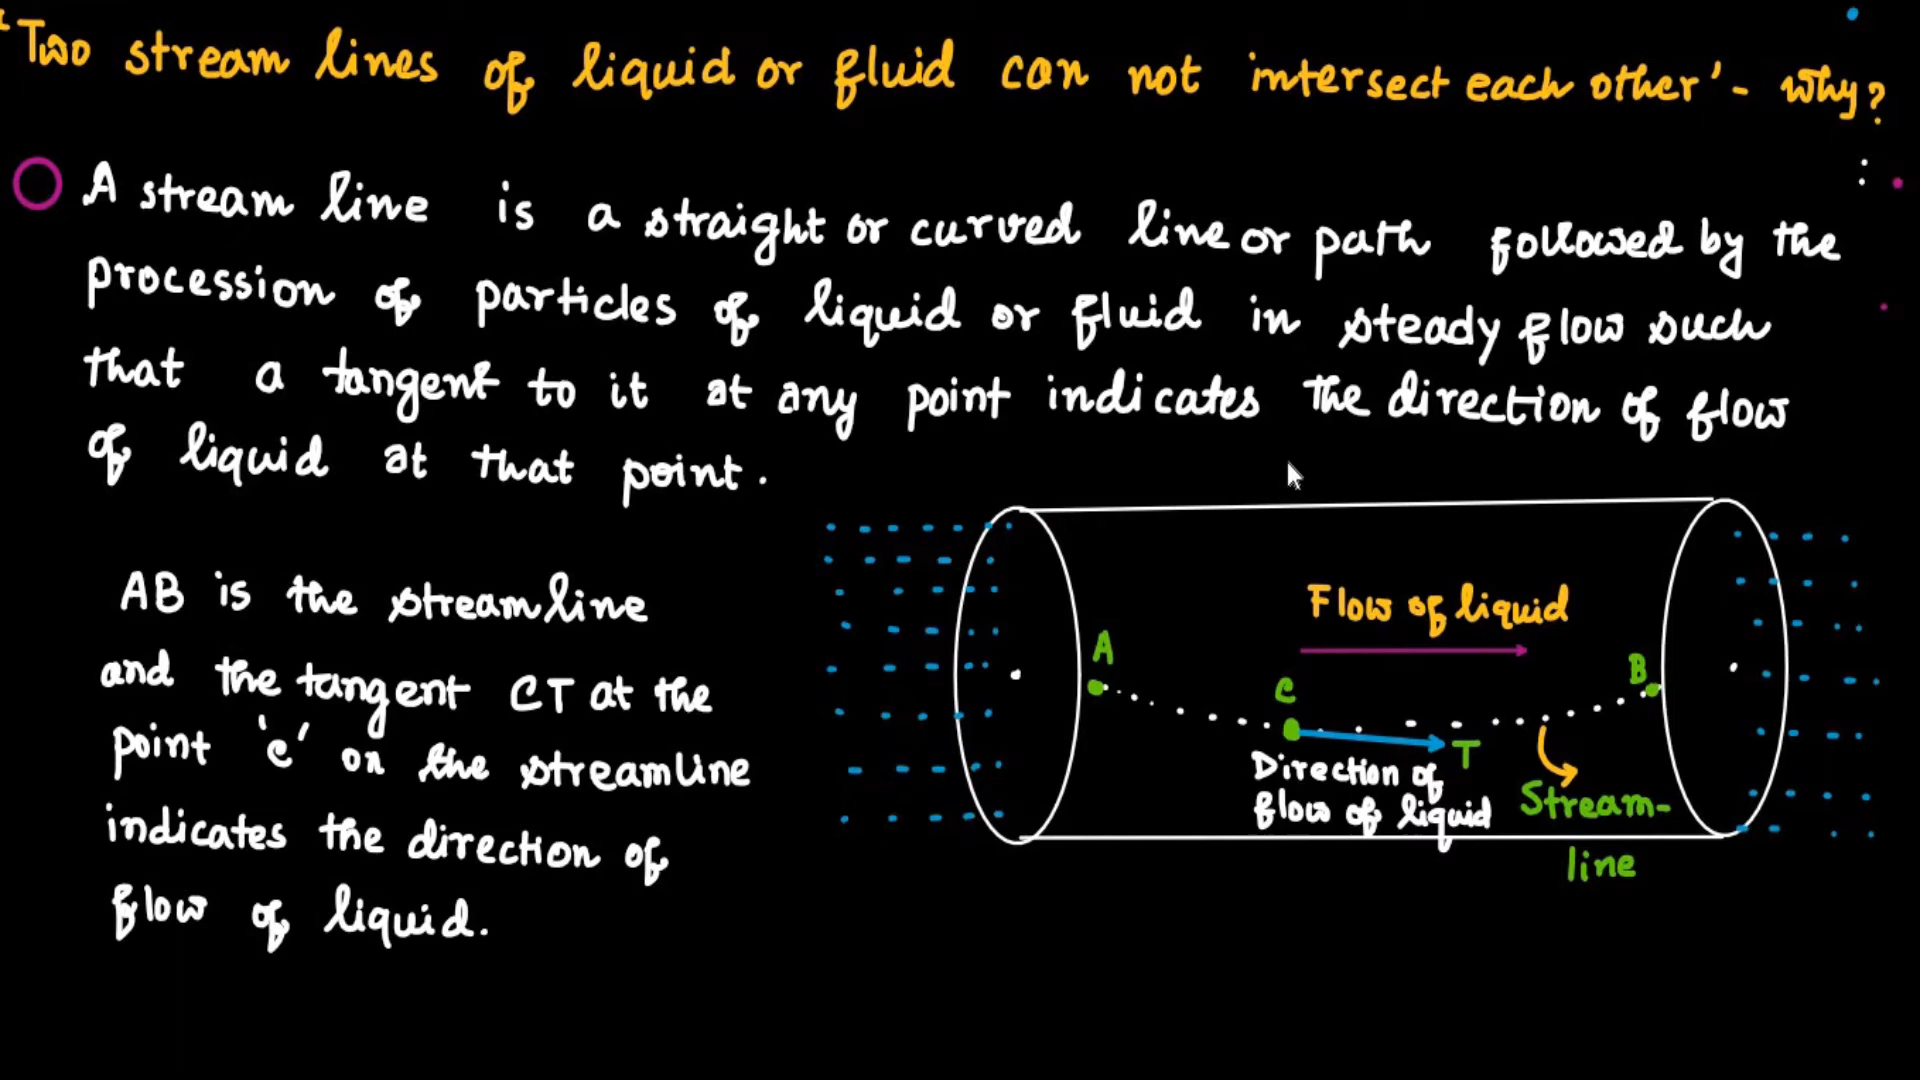 'Two stream lines of liquid or fluid can not intersect each other' - why?
A stream line is a straight or curved line or path followed by the
procession of particles of liquid or fluid in steady flow such
that a tangent to it at any point indicates the direction of flow
of liquid at that point.
AB is the streamline
and the tangent CT at the
point 'c' on the streamline
indicates the direction of
flow of liquid.
Flow of liquid
A
C
B
T
Direction of
flow of liquid
Stream-
line